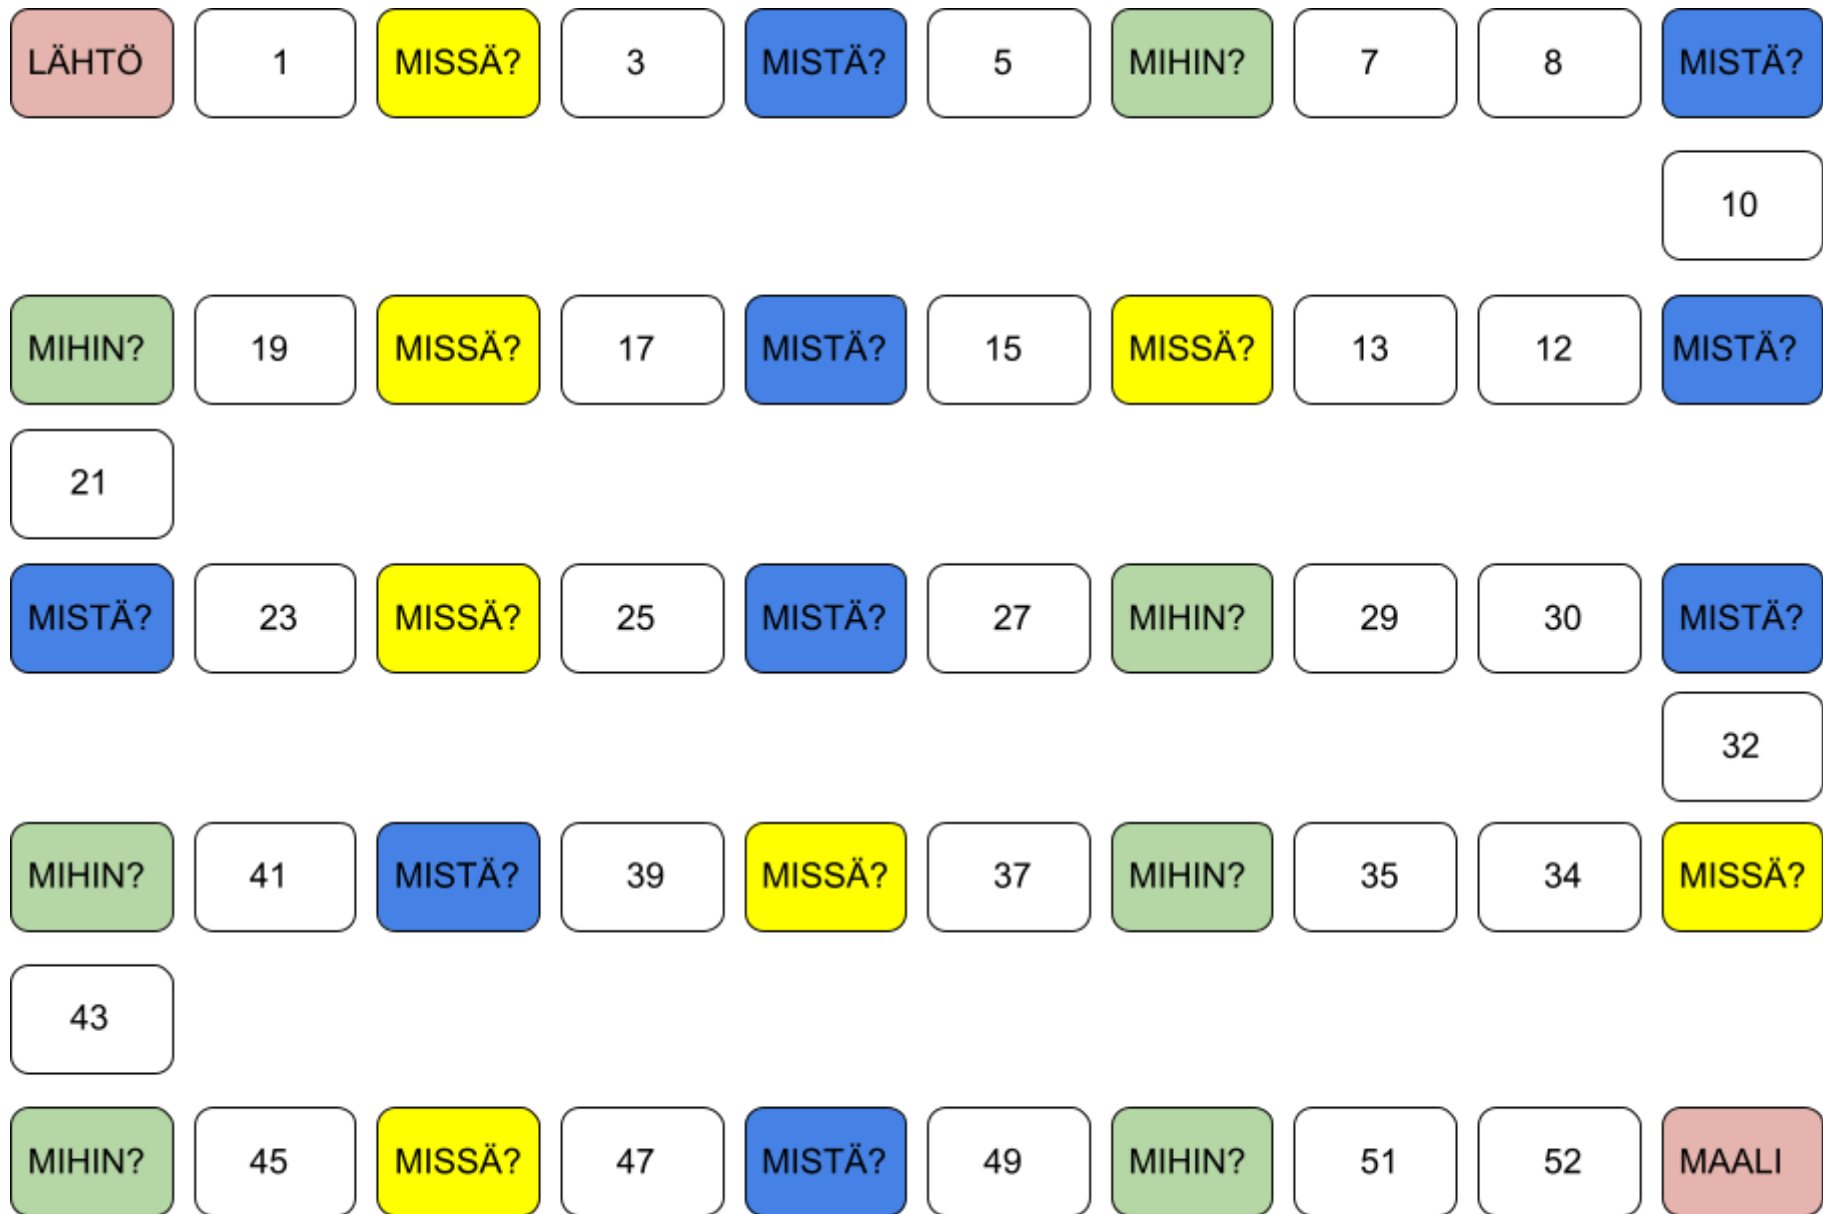 LÄHTÖ 1 MISSÄ? 3 MISTÄ? 5 MIHIN? 7 8 MISTÄ?
10
MIHIN? 19 MISSÄ? 17 MISTÄ? 15 MISSÄ? 13 12 MISTÄ?
21
MISTÄ? 23 MISSÄ? 25 MISTÄ? 27 MIHIN? 29 30 MISTÄ?
32
MIHIN? 41 MISTÄ? 39 MISSÄ? 37 MIHIN? 35 34 MISSÄ?
43
MIHIN? 45 MISSÄ? 47 MISTÄ? 49 MIHIN? 51 52 MAALI